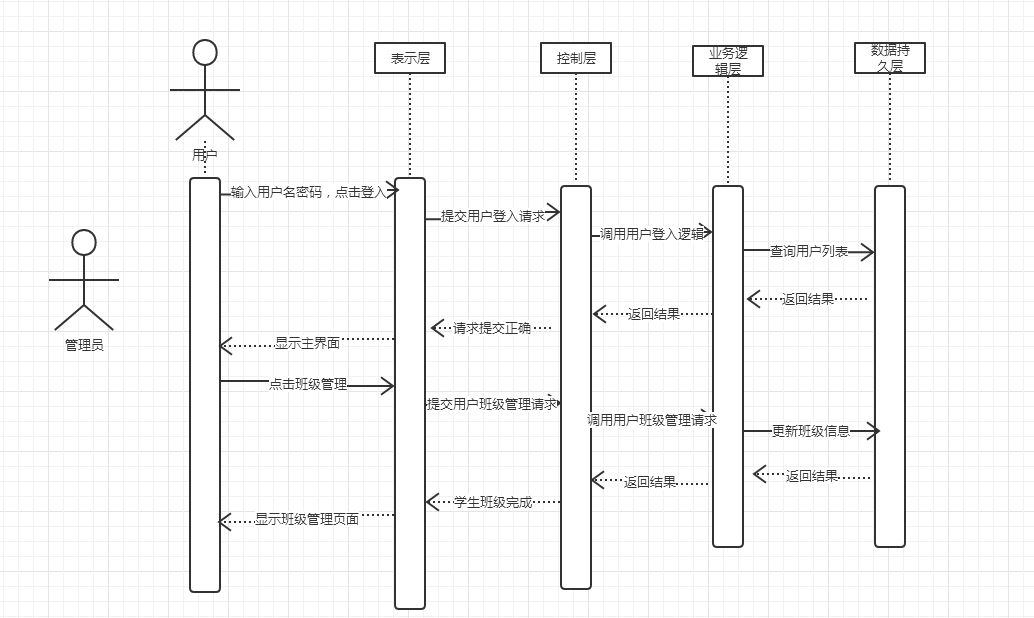 表示层
控制层
业务逻
辑层
数据持
久层
用户
输入用户名密码，点击登入
提交用户登入请求
调用用户登入逻辑
查询用户列表
返回结果
返回结果
请求提交正确
显示主界面
管理员
点击班级管理
提交用户班级管理请求
调用用户班级管理请求
更新班级信息
返回结果
返回结果
学生班级完成
显示班级管理页面